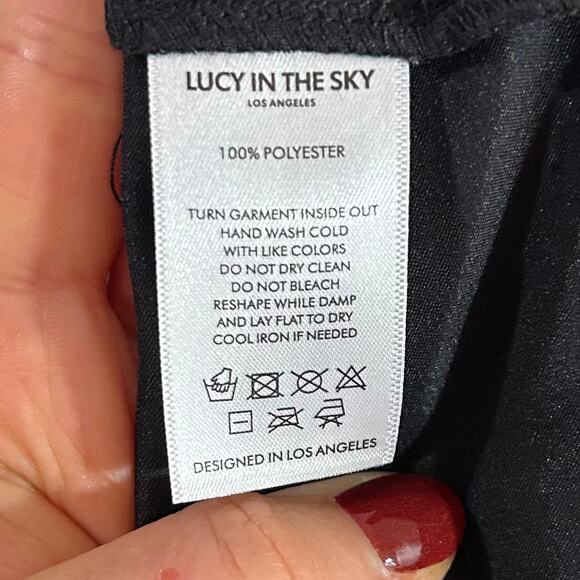 LUCY IN THE SKY
LOS ANGELES
100% POLYESTER
TURN GARMENT INSIDE OUT
HAND WASH COLD
WITH LIKE COLORS
DO NOT DRY CLEAN
DO NOT BLEACH
RESHAPE WHILE DAMP
AND LAY FLAT TO DRY
COOL IRON IF NEEDED
DESIGNED IN LOS ANGELES